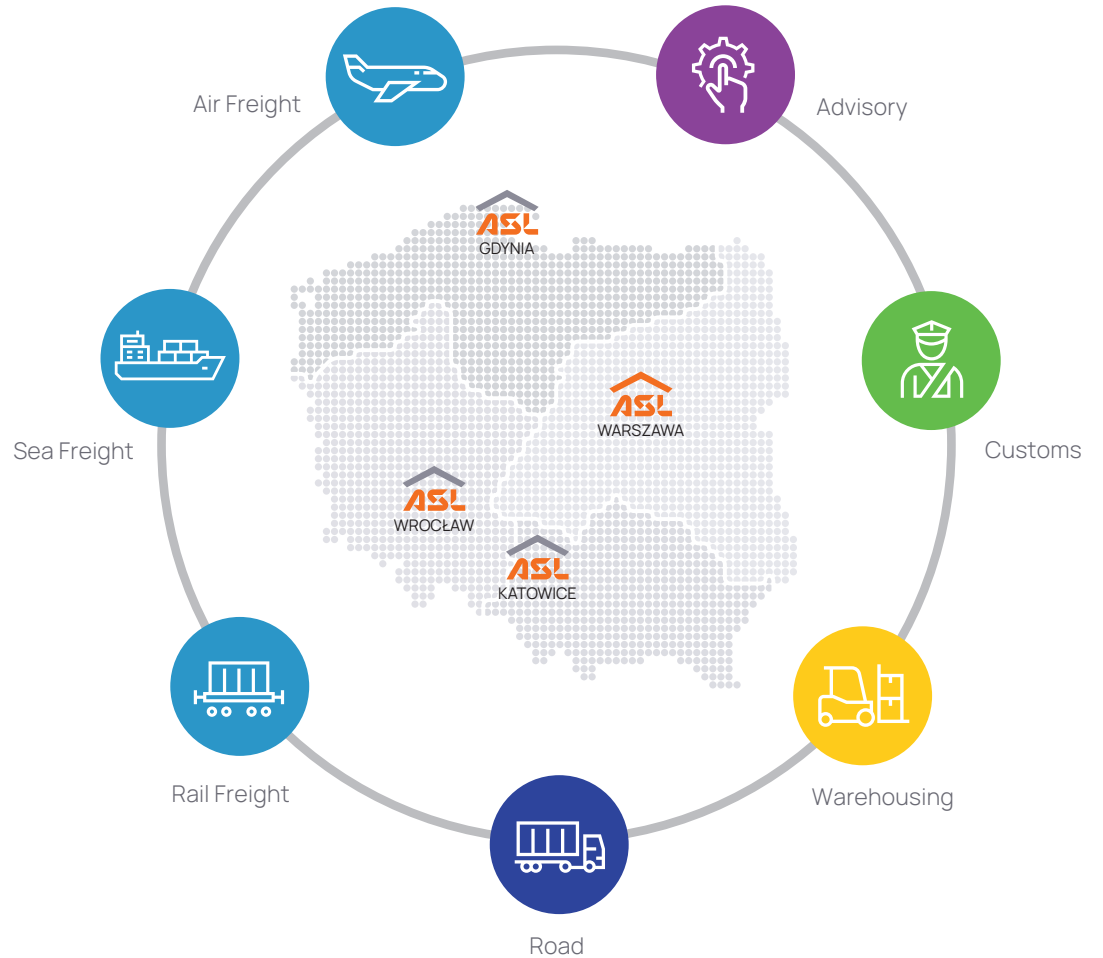 Air Freight
Advisory
ASL
GDYNIA
ASL
WARSZAWA
Sea Freight
Customs
ASL
WROCŁAW
ASL
KATOWICE
Rail Freight
Warehousing
Road